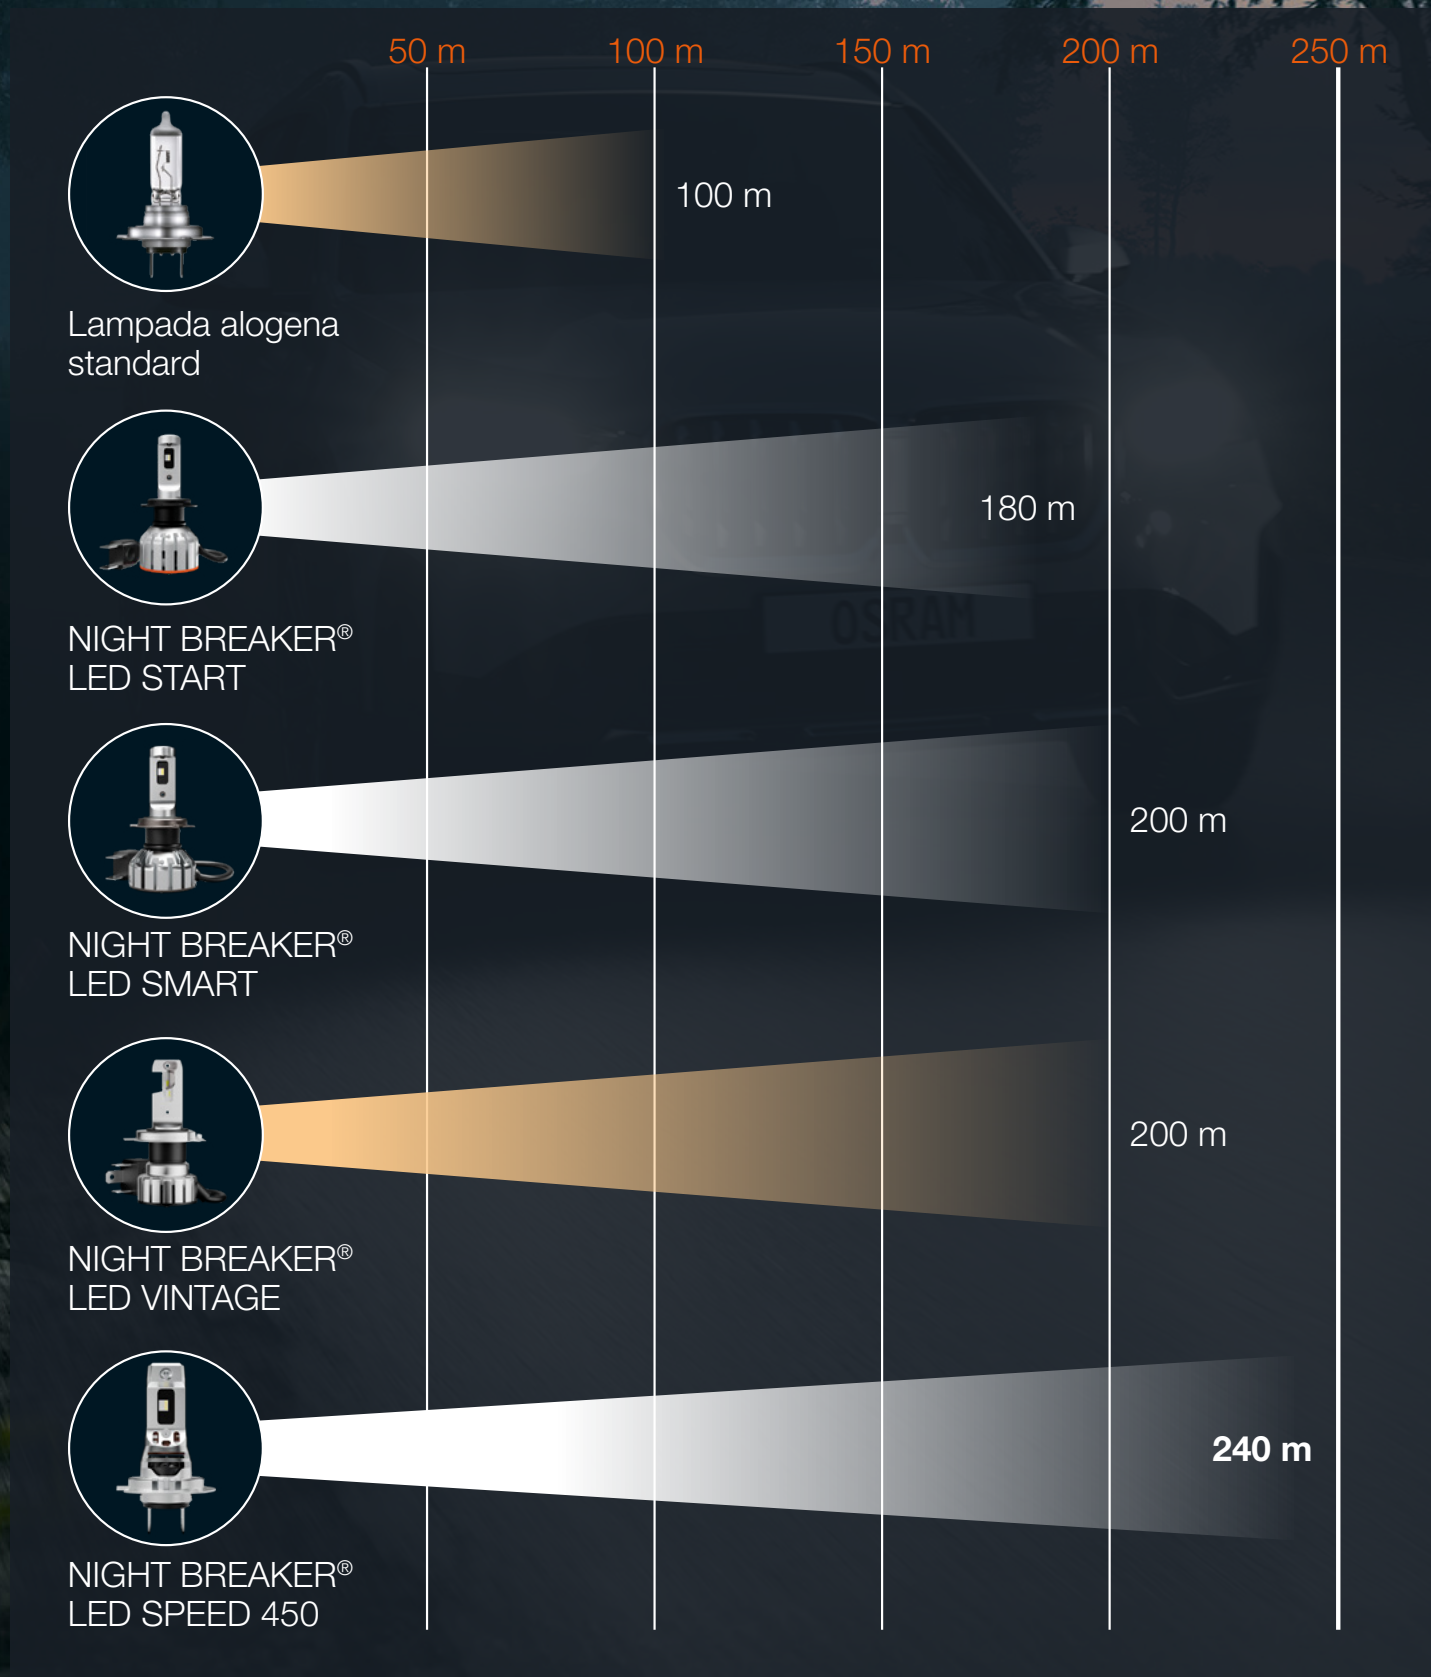 50 m 100 m 150 m 200 m 250 m
100 m
Lampada alogena
standard
180 m
OSRAM
NIGHT BREAKER®
LED START
200 m
NIGHT BREAKER®
LED SMART
200 m
NIGHT BREAKER®
LED VINTAGE
240 m
NIGHT BREAKER®
LED SPEED 450